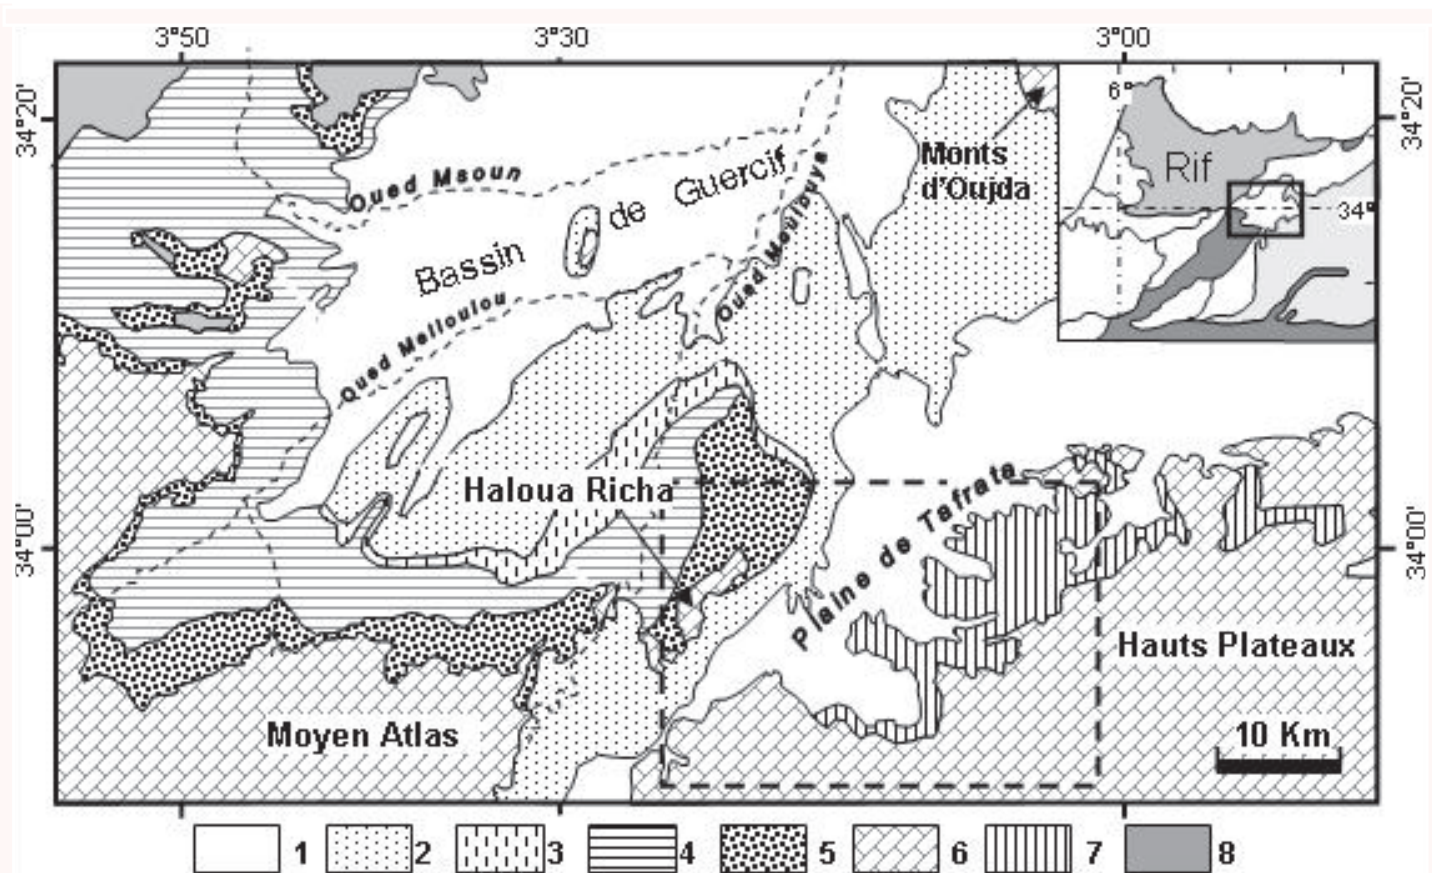 3°50 3°30 3°00
34°20'
34°20'
6°
Rif
34°
Monts
d'Oujda
Oued Msoun
Bassin de Guercif
Oued Moulouya
Oued Melloulou
Haloua Richa
Plaine de Tafrata
34°00'
34°00'
Hauts Plateaux
Moyen Atlas
10 Km
1 2 3 4 5 6 7 8